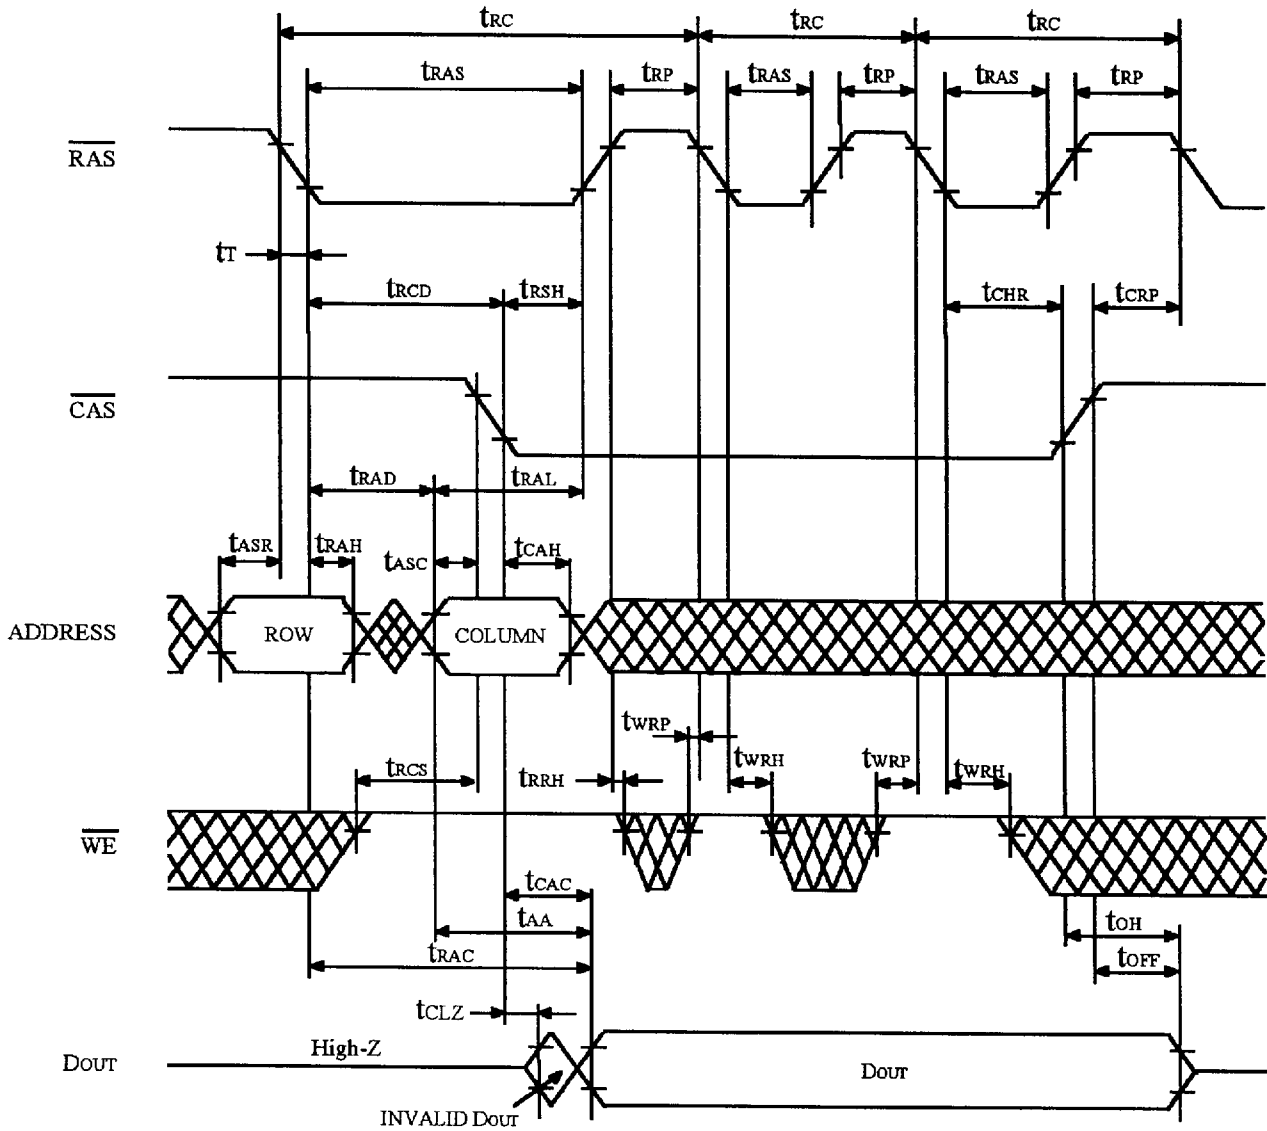 tRC tRC tRC
tRAS tRP tRAS tRP tRAS tRP
RAS
tT
tRCD tRSH tCHR tCRP
CAS
tRAD tRAL
tASR tRAH tASC tCAH
ADDRESS ROW COLUMN
tWRP
tRCS tRRH tWRH tWRP tWRH
WE
tCAC
tAA tOH
tRAC tOFF
tCLZ
High-Z
DOUT DOUT
INVALID DOUT